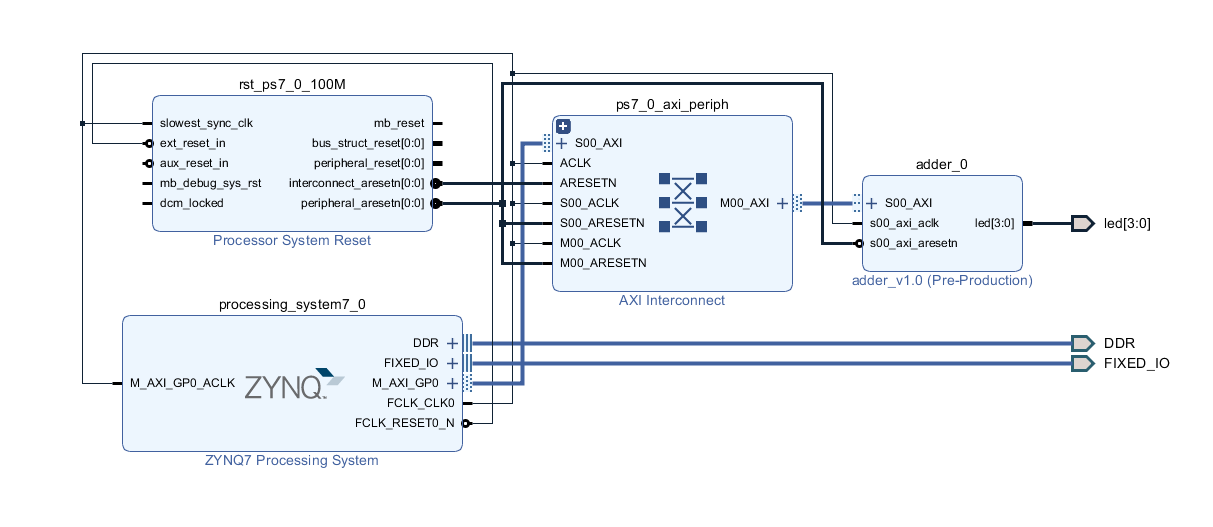 rst_ps7_0_100M
slowest_sync_clk
ext_reset_in
aux_reset_in
mb_debug_sys_rst
dcm_locked
mb_reset
bus_struct_reset[0:0]
peripheral_reset[0:0]
interconnect_aresetn[0:0]
peripheral_aresetn[0:0]
Processor System Reset
ps7_0_axi_periph
S00_AXI
ACLK
ARESETN
S00_ACLK
S00_ARESETN
M00_ACLK
M00_ARESETN
M00_AXI
AXI Interconnect
adder_0
S00_AXI
s00_axi_aclk
s00_axi_aresetn
led[3:0]
adder_v1.0 (Pre-Production)
led[3:0]
processing_system7_0
M_AXI_GP0_ACLK
ZYNQ
DDR
FIXED_IO
M_AXI_GP0
FCLK_CLK0
FCLK_RESET0_N
ZYNQ7 Processing System
DDR
FIXED_IO